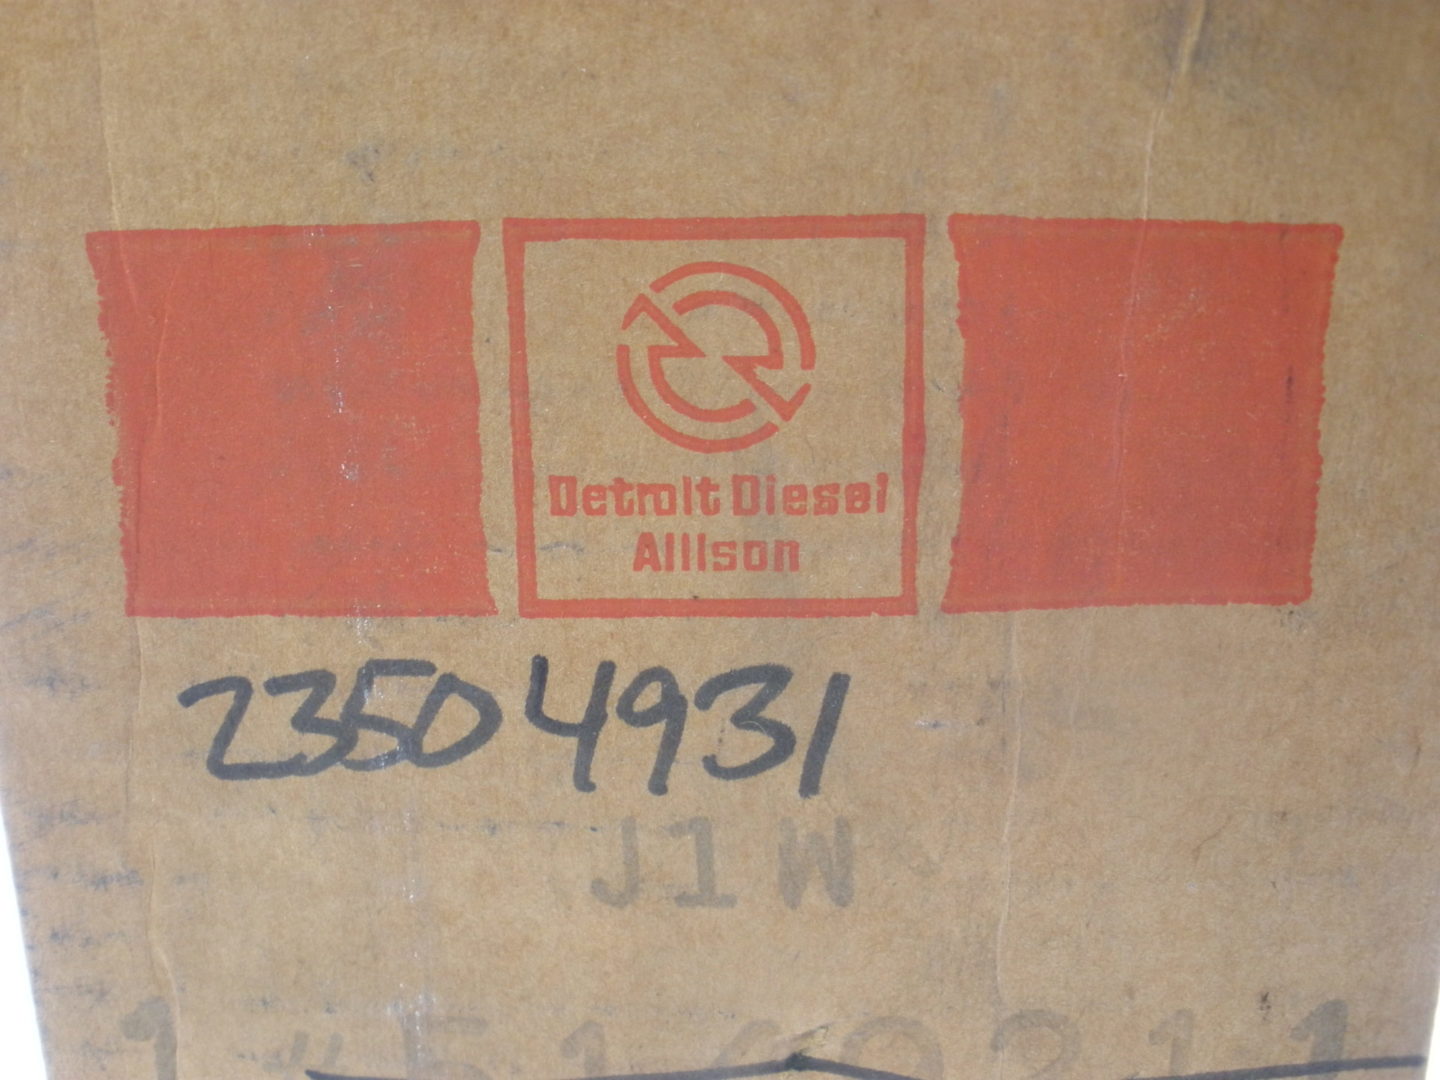 Detroit Diesel
Allison
23504931
J1W